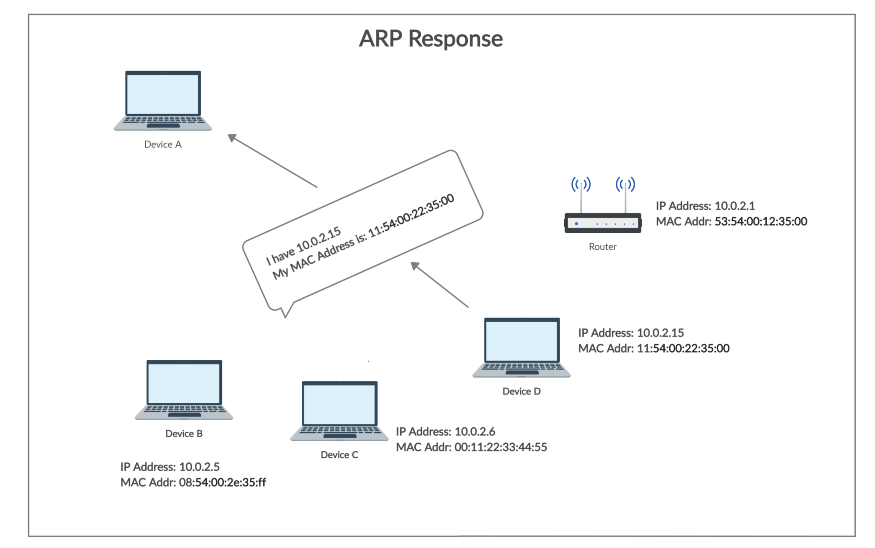 ARP Response
Device A
I have 10.0.2.15
My MAC Address is: 11:54:00:22:35:00
IP Address: 10.0.2.1
MAC Addr: 53:54:00:12:35:00
Router
IP Address: 10.0.2.15
MAC Addr: 11:54:00:22:35:00
Device D
Device B
IP Address: 10.0.2.5
MAC Addr: 08:54:00:2e:35:ff
Device C
IP Address: 10.0.2.6
MAC Addr: 00:11:22:33:44:55